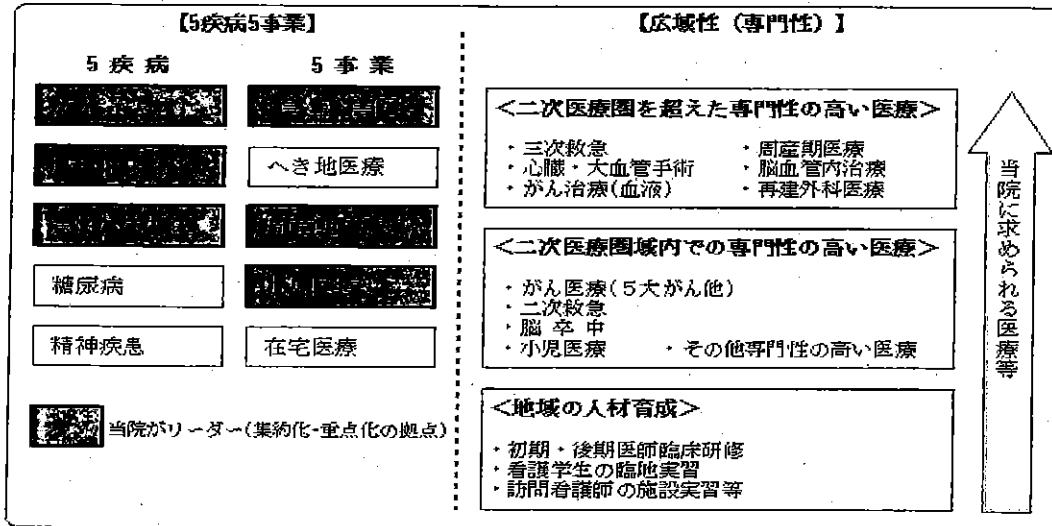 【5疾病5事業】
5 疾 病
5 事 業
へき地医療
糖尿病
精神疾患
在宅医療
当院がリーダー(集約化・重点化の拠点)
【広域性（専門性）】
＜二次医療圏を超えた専門性の高い医療＞
・三次救急 ・周産期医療
・心臓・大血管手術 ・脳血管内治療
・がん治療(血液) ・再建外科医療
＜二次医療圏域内での専門性の高い医療＞
・がん医療(５大がん他)
・二次救急
・脳 卒 中
・小児医療 ・その他専門性の高い医療
＜地域の人材育成＞
・初期・後期医師臨床研修
・看護学生の臨地実習
・訪問看護師の施設実習等
当院に求められる医療等